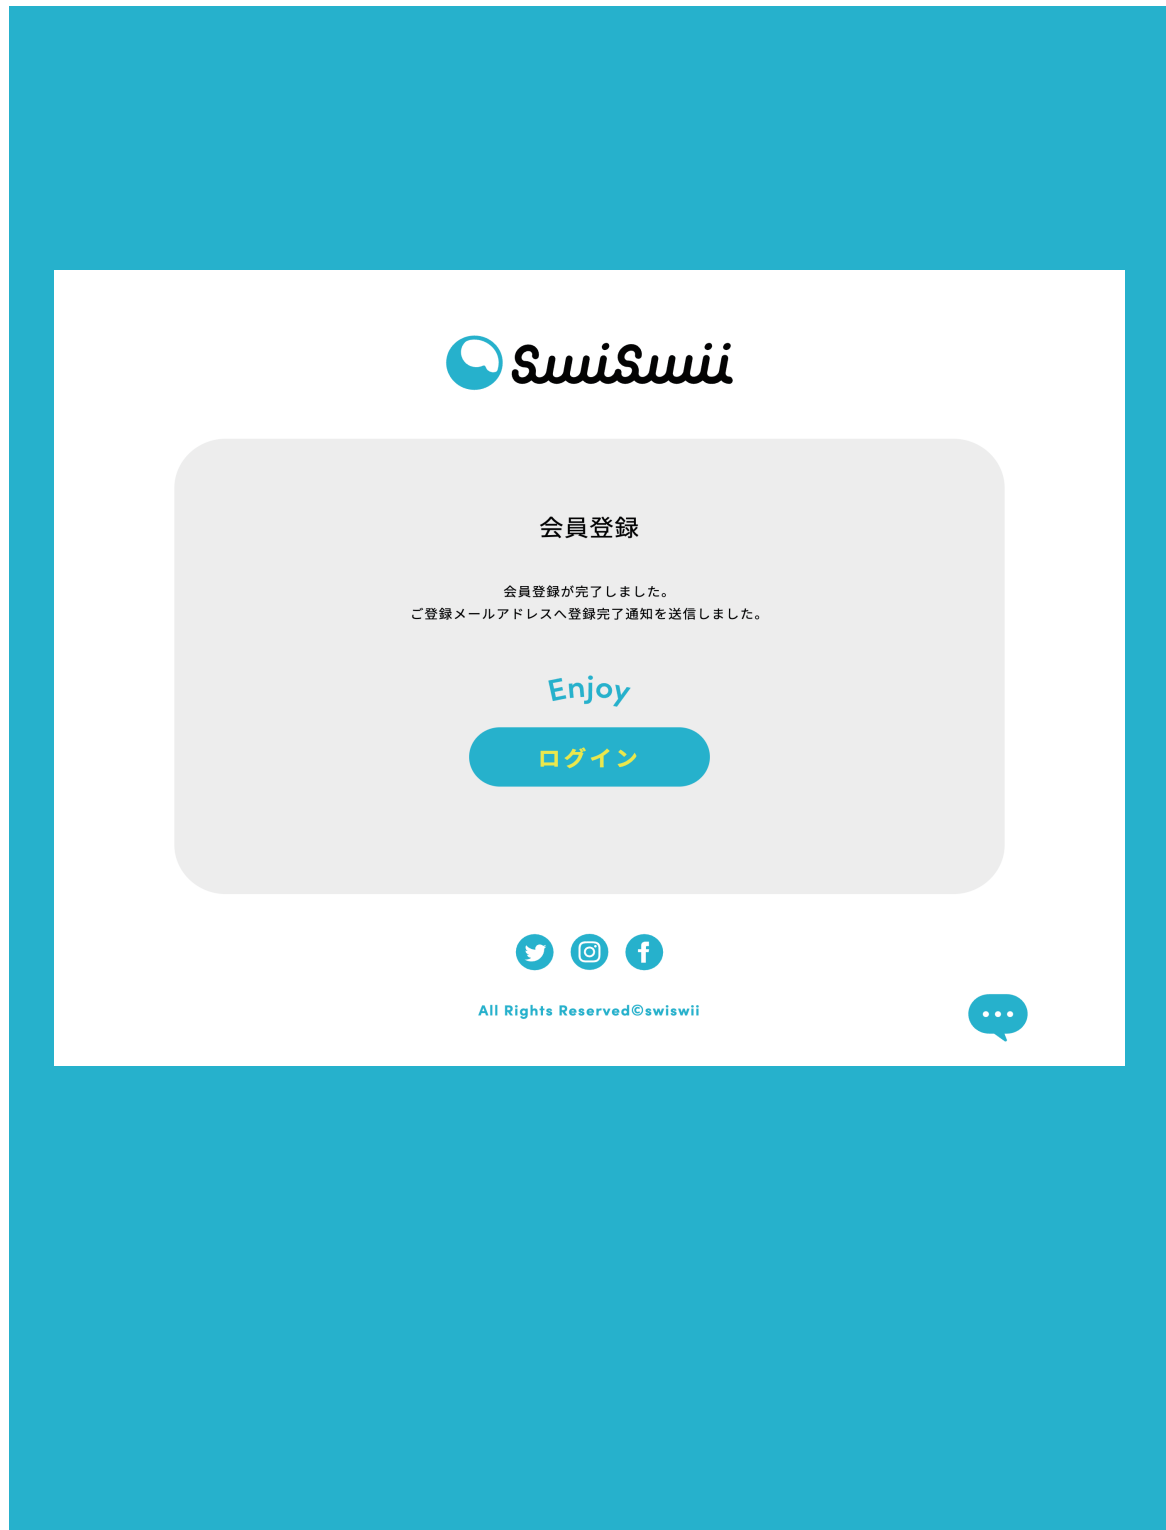 SwiSwii
会員登録
会員登録が完了しました。
ご登録メールアドレスへ登録完了通知を送信しました。
Enjoy
ログイン
All Rights Reserved©swiswii